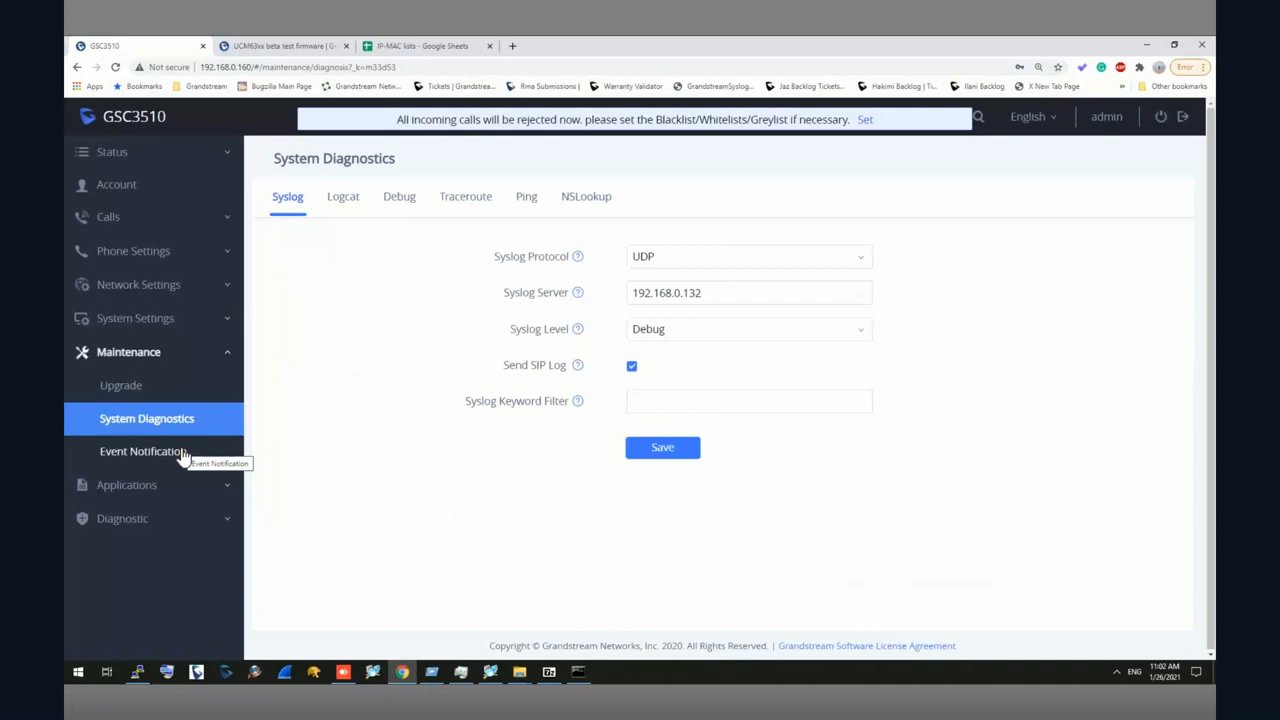 GSC3510
UCM63xx beta test firmware | G
IP-MAC lists - Google Sheets
Not secure
192.168.0.160/#/maintenance/diagnosis?_k=m33d53
Error
Apps
Bookmarks
Grandstream
Bugzilla Main Page
Grandstream Netw...
Tickets | Grandstrea...
Rma Submissions | ...
Warranty Validator
GrandstreamSyslog...
Jaz Backlog Tickets...
Hakimi Backlog | Ti...
Ilani Backlog
X New Tab Page
»
Other bookmarks
GSC3510
All incoming calls will be rejected now. please set the Blacklist/Whitelists/Greylist if necessary. Set
English
admin
Status
Account
Calls
Phone Settings
Network Settings
System Settings
Maintenance
Upgrade
System Diagnostics
Event Notification
Event Notification
Applications
Diagnostic
System Diagnostics
Syslog
Logcat
Debug
Traceroute
Ping
NSLookup
Syslog Protocol ? UDP
Syslog Server ? 192.168.0.132
Syslog Level ? Debug
Send SIP Log ?
Syslog Keyword Filter ?
Save
Copyright © Grandstream Networks, Inc. 2020. All Rights Reserved. | Grandstream Software License Agreement
ENG
11:02 AM
1/26/2021